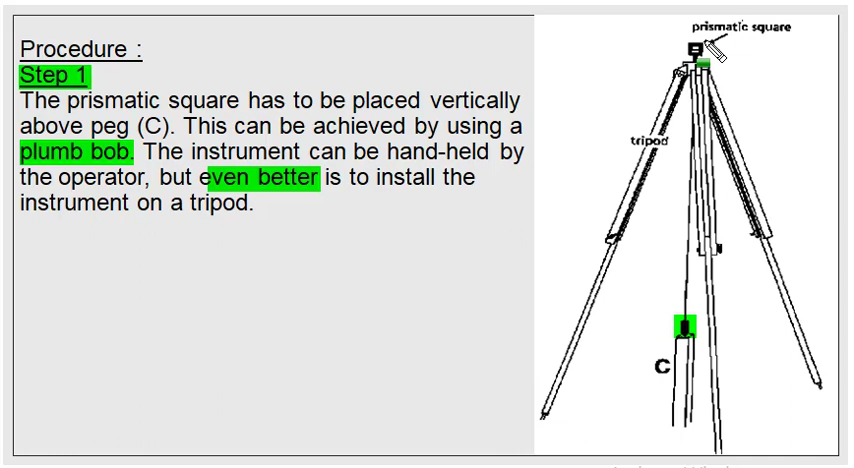 Procedure :
Step 1
The prismatic square has to be placed vertically
above peg (C). This can be achieved by using a
plumb bob. The instrument can be hand-held by
the operator, but even better is to install the
instrument on a tripod.
prismatic square
tripod
C